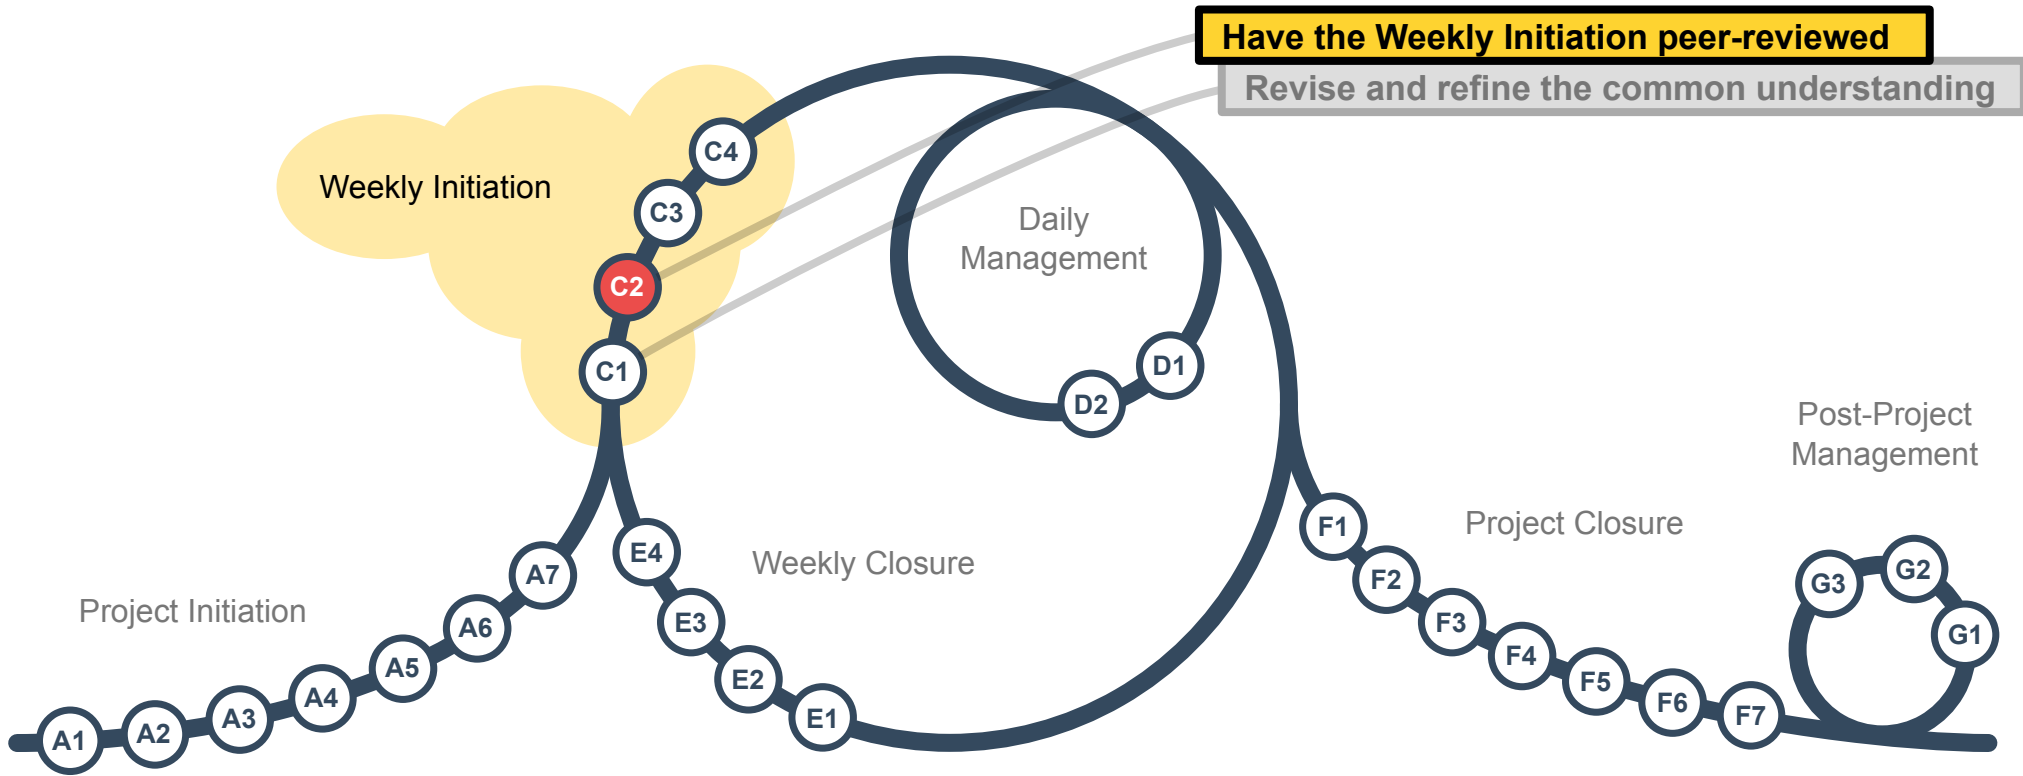 Have the Weekly Initiation peer-reviewed
Revise and refine the common understanding
Weekly Initiation
C4
C3
C2
C1
Daily
Management
D1
D2
Post-Project
Management
Project Closure
F1
F2
F3
F4
F5
F6
F7
G3
G2
G1
Weekly Closure
E4
E3
E2
E1
Project Initiation
A7
A6
A5
A4
A3
A2
A1